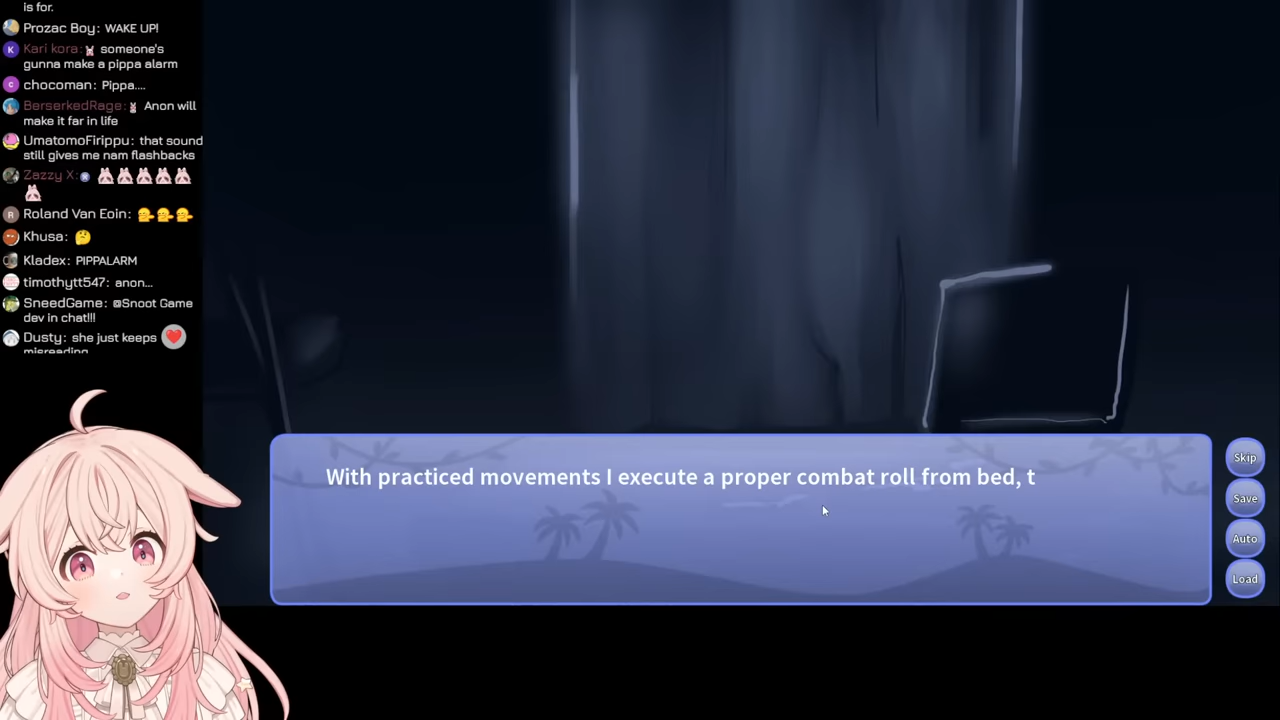 is for.
Prozac Boy: WAKE UP!
Kari kora: someone's
gunna make a pippa alarm
chocoman: Pippa....
BerserkedRage: Anon will
make it far in life
UmatomoFirippu: that sound
still gives me nam flashbacks
Zazzy X:
Roland Van Eoin:
Khusa:
Kladex: PIPPALARM
timothytt547: anon...
SneedGame: @Snoot Game
dev in chat!!!
Dusty: she just keeps
misreading
With practiced movements I execute a proper combat roll from bed, t
Skip
Save
Auto
Load